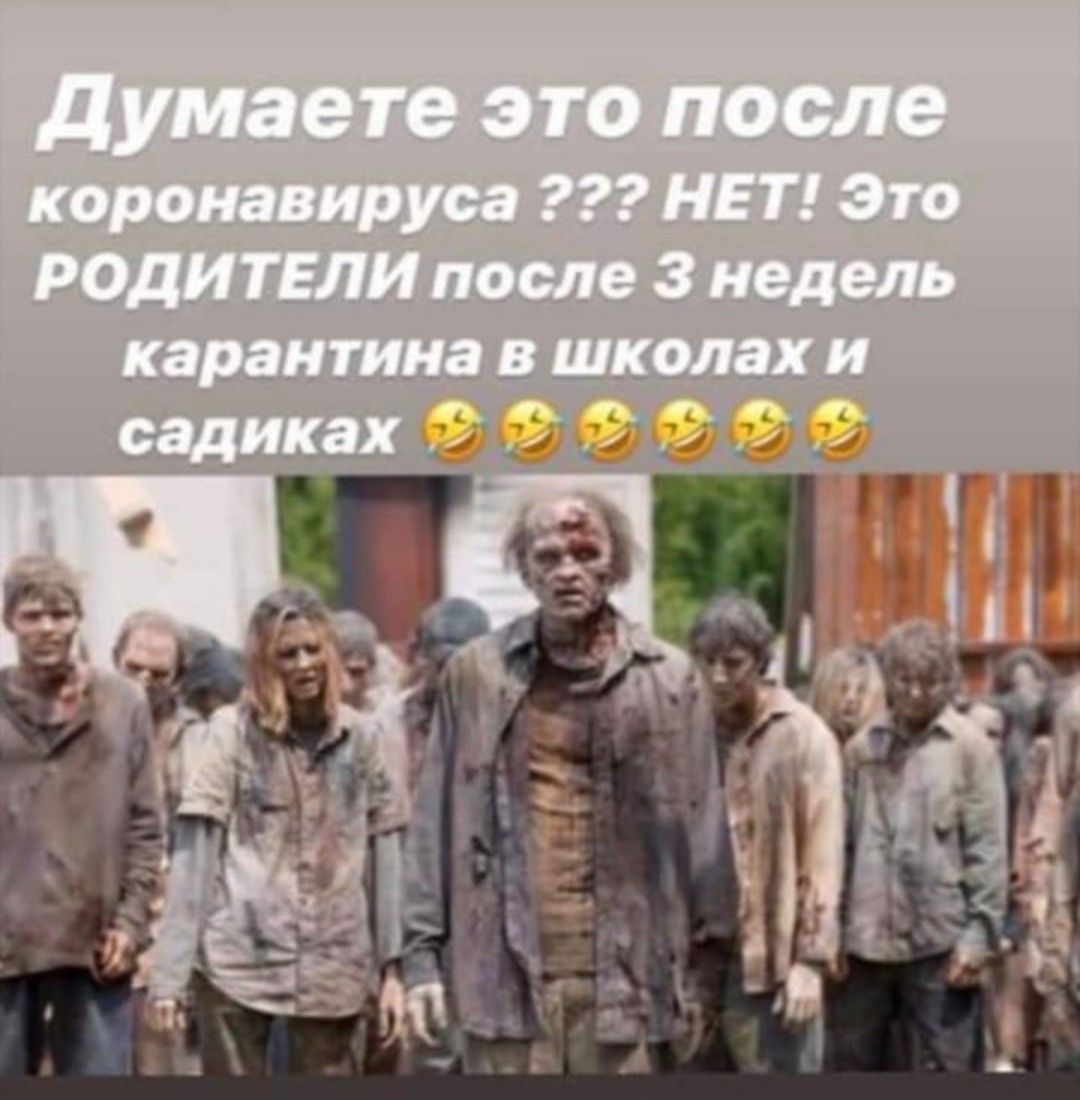 Думаете это после
коронавируса ??? НЕТ! Это
РОДИТЕЛИ после 3 недель
карантина в школах и
садиках 🤣🤣🤣🤣🤣🤣